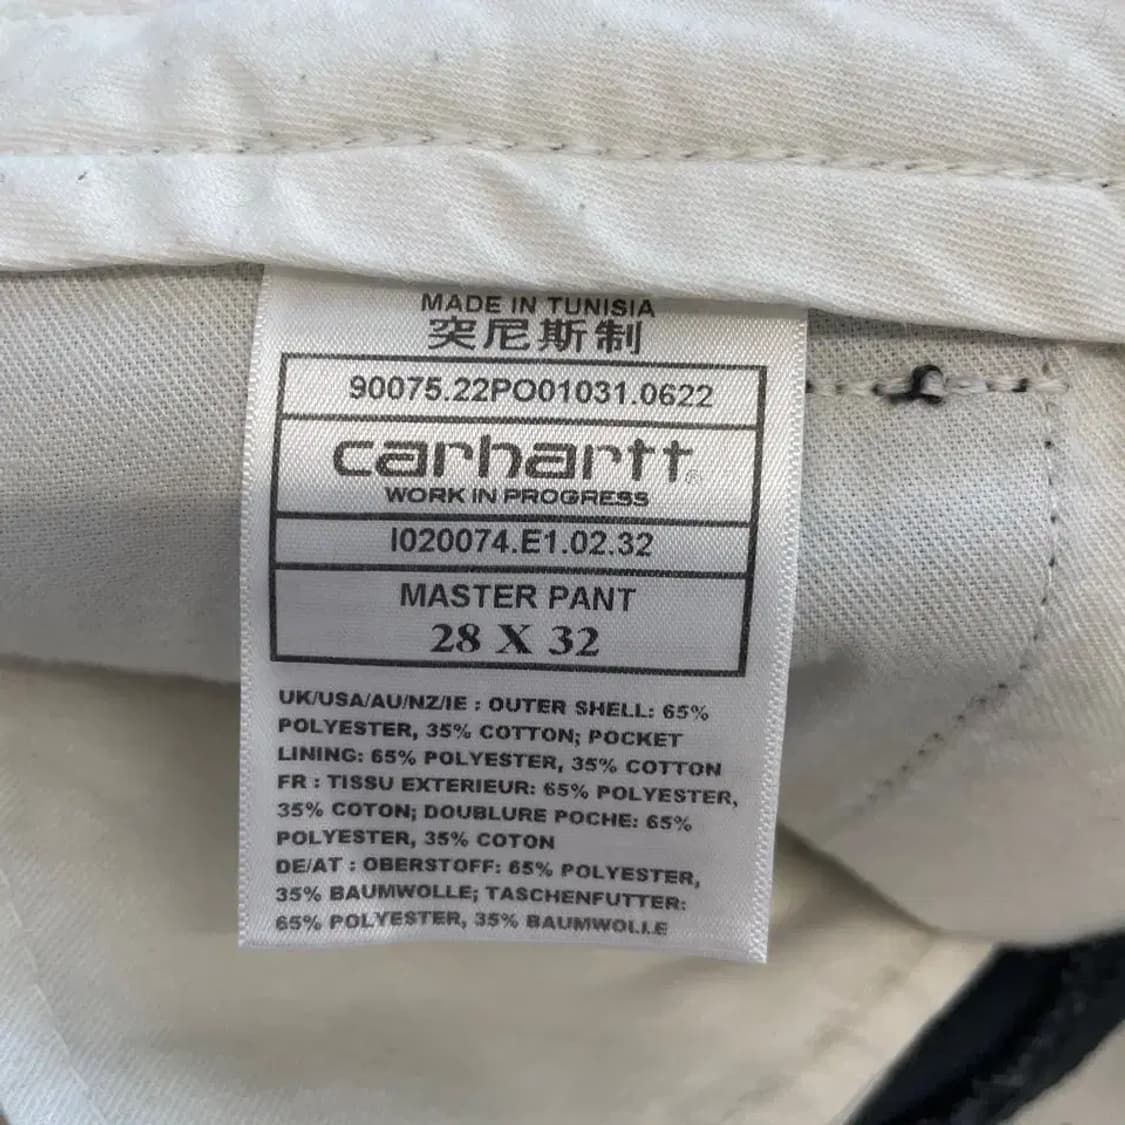 MADE IN TUNISIA
突尼斯制
90075.22PO01031.0622
carhartt®
WORK IN PROGRESS
I020074.E1.02.32
MASTER PANT
28 X 32
UK/USA/AU/NZ/IE : OUTER SHELL: 65%
POLYESTER, 35% COTTON; POCKET
LINING: 65% POLYESTER, 35% COTTON
FR : TISSU EXTERIEUR: 65% POLYESTER,
35% COTON; DOUBLURE POCHE: 65%
POLYESTER, 35% COTON
DE/AT : OBERSTOFF: 65% POLYESTER,
35% BAUMWOLLE; TASCHENFUTTER:
65% POLYESTER, 35% BAUMWOLLE